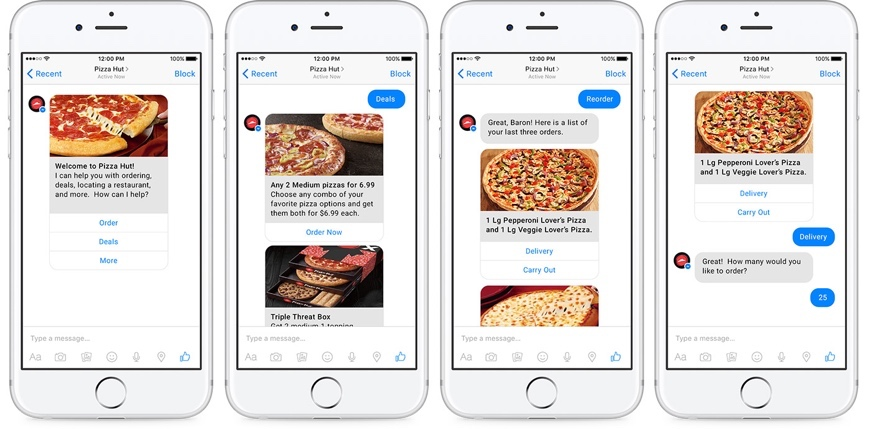 12:00 PM
100%
Recent
Pizza Hut
Active Now
Block
Welcome to Pizza Hut!
I can help you with ordering,
deals, locating a restaurant,
and more. How can I help?
Order
Deals
More
Type a message...
Aa
12:00 PM
100%
Recent
Pizza Hut
Active Now
Block
Deals
Any 2 Medium pizzas for 6.99
Choose any combo of your
favorite pizza options and get
them both for $6.99 each.
Order Now
Triple Threat Box
Get 2 medium 1-topping
Type a message...
Aa
12:00 PM
100%
Recent
Pizza Hut
Active Now
Block
Reorder
Great, Baron! Here is a list of
your last three orders.
1 Lg Pepperoni Lover's Pizza
and 1 Lg Veggie Lover's Pizza.
Delivery
Carry Out
Type a message...
Aa
12:00 PM
100%
Recent
Pizza Hut
Active Now
Block
1 Lg Pepperoni Lover's Pizza
and 1 Lg Veggie Lover's Pizza.
Delivery
Carry Out
Delivery
Great! How many would you
like to order?
25
Type a message...
Aa